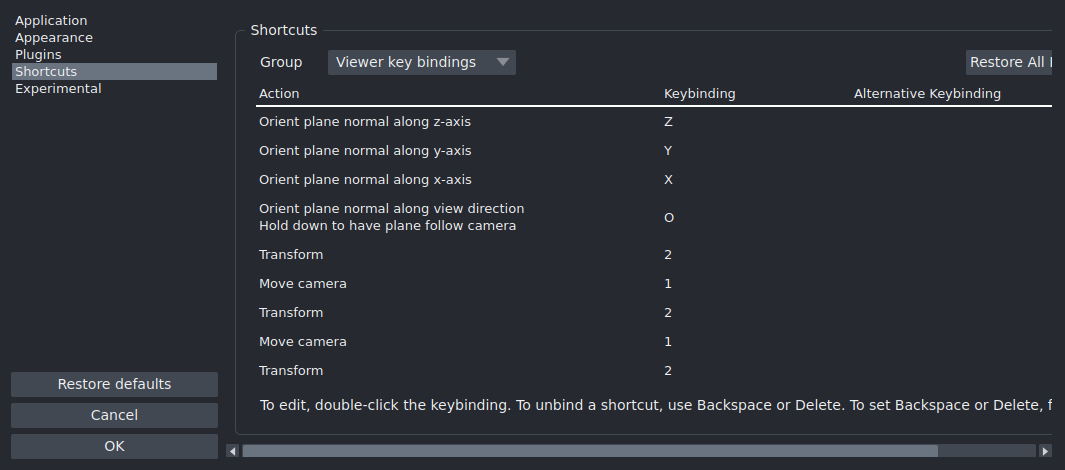 Application
Appearance
Plugins
Shortcuts
Experimental
Restore defaults
Cancel
OK
Shortcuts
Group Viewer key bindings Restore All
Action Keybinding Alternative Keybinding
Orient plane normal along z-axis Z
Orient plane normal along y-axis Y
Orient plane normal along x-axis X
Orient plane normal along view direction
Hold down to have plane follow camera O
Transform 2
Move camera 1
Transform 2
Move camera 1
Transform 2
To edit, double-click the keybinding. To unbind a shortcut, use Backspace or Delete. To set Backspace or Delete, f